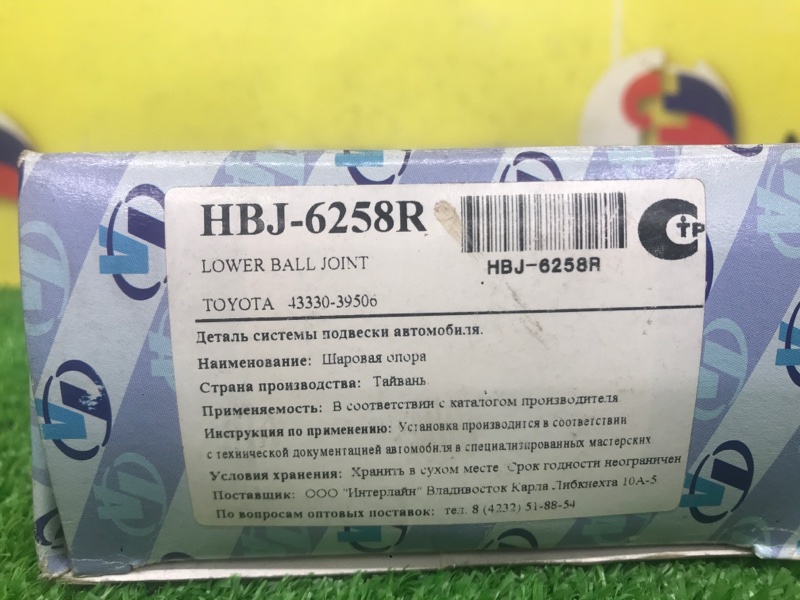 HBJ-6258R
HBJ-6258R
LOWER BALL JOINT
TOYOTA 43330-39506
Деталь системы подвески автомобиля.
Наименование: Шаровая опора
Страна производства: Тайвань
Применяемость: В соответствии с каталогом производителя
Инструкция по применению: Установка производится в соответствии
с технической документацией автомобиля в специализированных мастерских
Условия хранения: Хранить в сухом месте Срок годности неограничен
Поставщик: ООО "Интерлайн" Владивосток Карла Либкнехта 10А-5
По вопросам оптовых поставок: тел. 8 (4232) 51-88-54